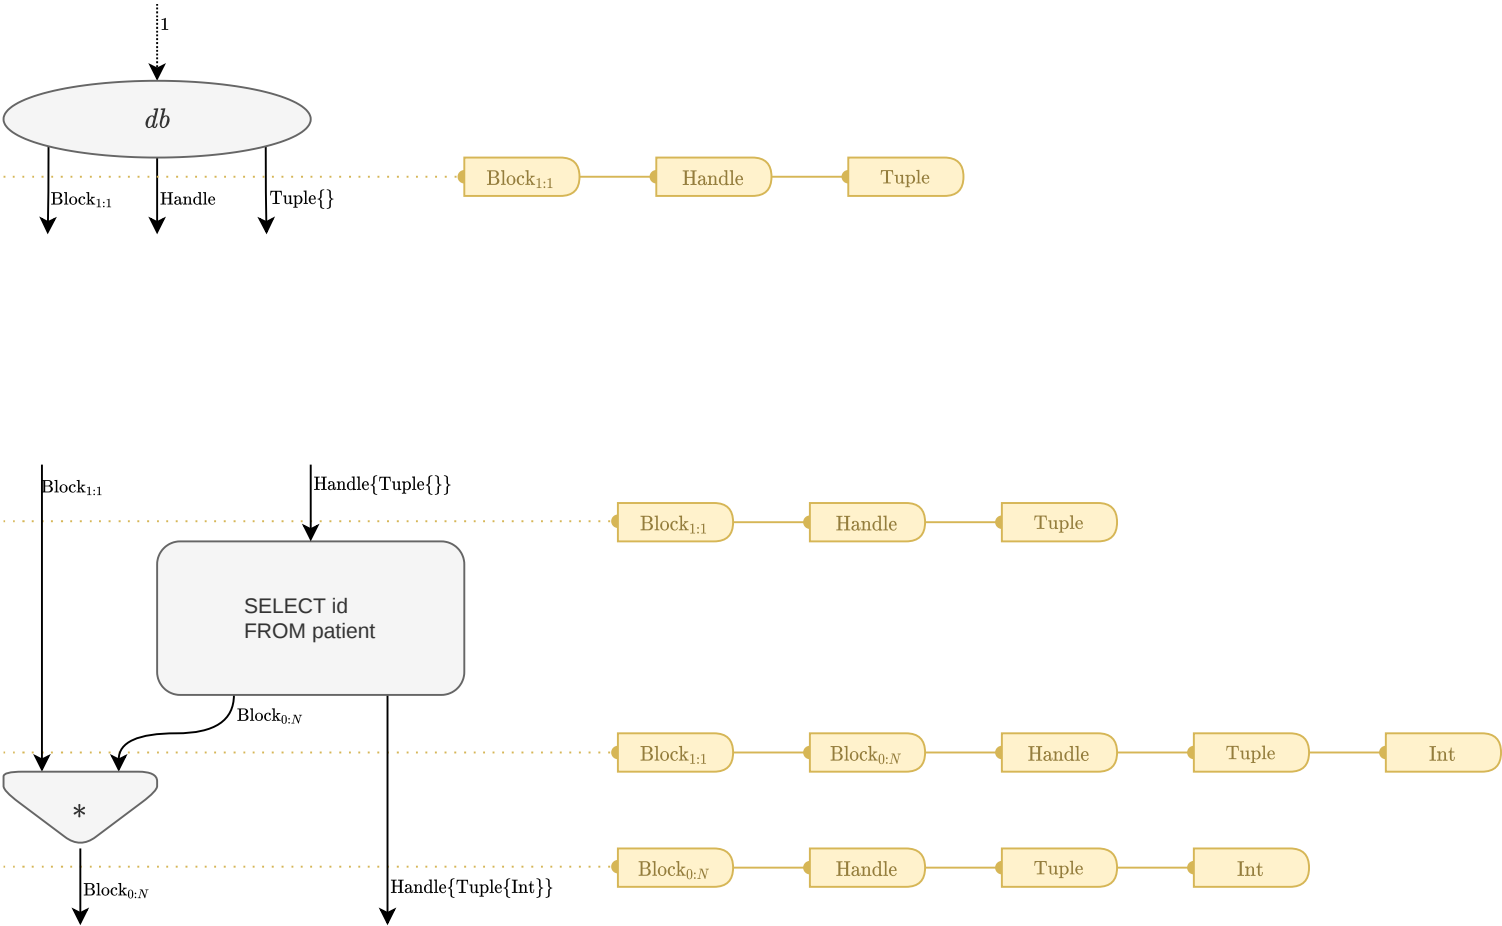 1
db
Block1:1 Handle Tuple
Block1:1 Handle Tuple{}
Block1:1
Handle{Tuple{}}
Block1:1 Handle Tuple
SELECT id
FROM patient
Block0:N
Block1:1 Block0:N Handle Tuple Int
*
Block0:N Handle Tuple Int
Block0:N
Handle{Tuple{Int}}